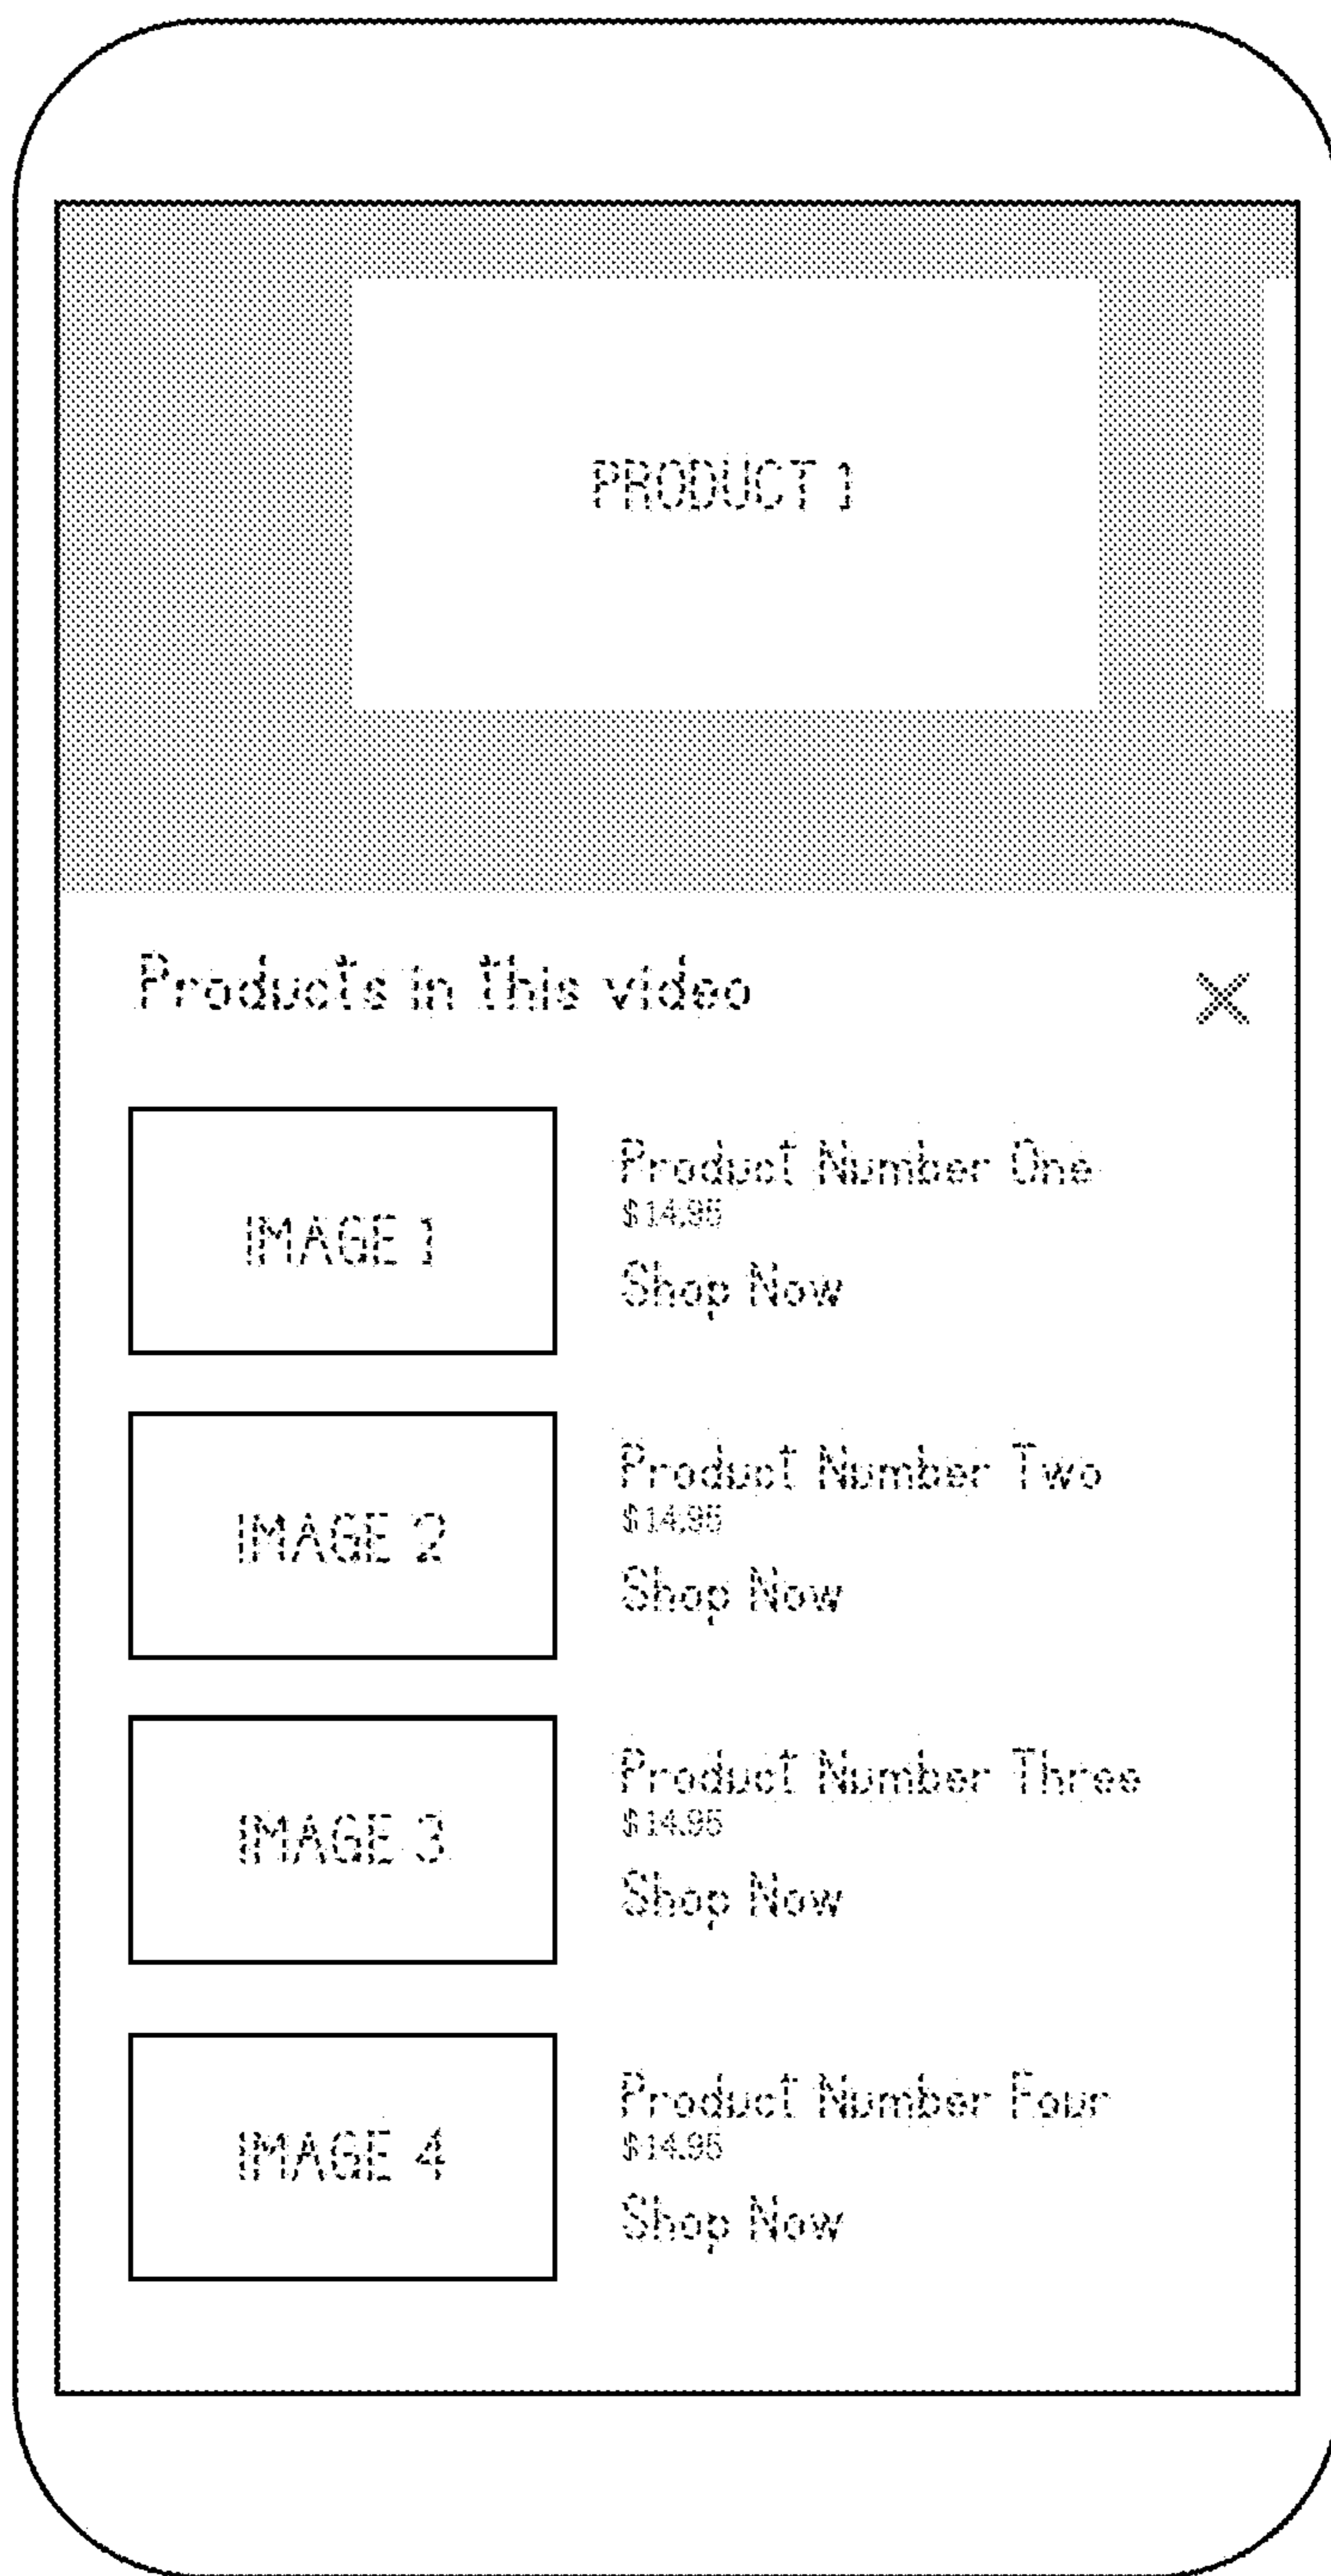 PRODUCT 1
Products in this video
IMAGE 1
Product Number One
$14.95
Shop Now
IMAGE 2
Product Number Two
$14.95
Shop Now
IMAGE 3
Product Number Three
$14.95
Shop Now
IMAGE 4
Product Number Four
$14.95
Shop Now